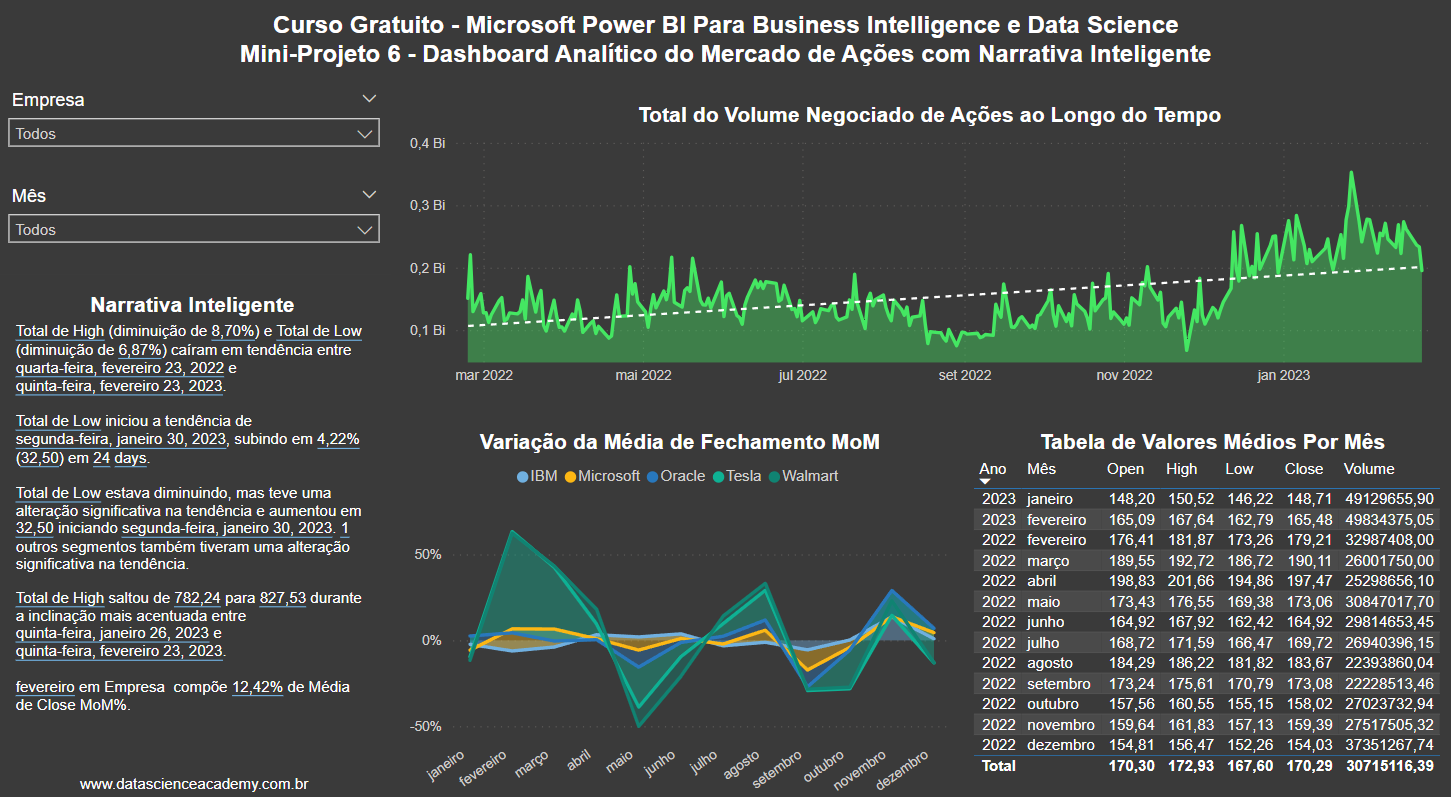 Curso Gratuito - Microsoft Power BI Para Business Intelligence e Data Science
Mini-Projeto 6 - Dashboard Analítico do Mercado de Ações com Narrativa Inteligente
Empresa
Todos
Mês
Todos
Narrativa Inteligente
Total de High (diminuição de 8,70%) e Total de Low
(diminuição de 6,87%) caíram em tendência entre
quarta-feira, fevereiro 23, 2022 e
quinta-feira, fevereiro 23, 2023.
Total de Low iniciou a tendência de
segunda-feira, janeiro 30, 2023, subindo em 4,22%
(32,50) em 24 days.
Total de Low estava diminuindo, mas teve uma
alteração significativa na tendência e aumentou em
32,50 iniciando segunda-feira, janeiro 30, 2023. 1
outros segmentos também tiveram uma alteração
significativa na tendência.
Total de High saltou de 782,24 para 827,53 durante
a inclinação mais acentuada entre
quinta-feira, janeiro 26, 2023 e
quinta-feira, fevereiro 23, 2023.
fevereiro em Empresa  compõe 12,42% de Média
de Close MoM%.
www.datascienceacademy.com.br
Total do Volume Negociado de Ações ao Longo do Tempo
0,4 Bi
0,3 Bi
0,2 Bi
0,1 Bi
mar 2022 mai 2022 jul 2022 set 2022 nov 2022 jan 2023
Variação da Média de Fechamento MoM
IBM Microsoft Oracle Tesla Walmart
50%
0%
-50%
janeiro fevereiro março abril maio junho julho agosto setembro outubro novembro dezembro
Tabela de Valores Médios Por Mês
Ano Mês Open High Low Close Volume
2023 janeiro 148,20 150,52 146,22 148,71 49129655,90
2023 fevereiro 165,09 167,64 162,79 165,48 49834375,05
2022 fevereiro 176,41 181,87 173,26 179,21 32987408,00
2022 março 189,55 192,72 186,72 190,11 26001750,00
2022 abril 198,83 201,66 194,86 197,47 25298656,10
2022 maio 173,43 176,55 169,38 173,06 30847017,70
2022 junho 164,92 167,92 162,42 164,92 29814653,45
2022 julho 168,72 171,59 166,47 169,72 26940396,15
2022 agosto 184,29 186,22 181,82 183,67 22393860,04
2022 setembro 173,24 175,61 170,79 173,08 22228513,46
2022 outubro 157,56 160,55 155,15 158,02 27023732,94
2022 novembro 159,64 161,83 157,13 159,39 27517505,32
2022 dezembro 154,81 156,47 152,26 154,03 37351267,74
Total 170,30 172,93 167,60 170,29 30715116,39